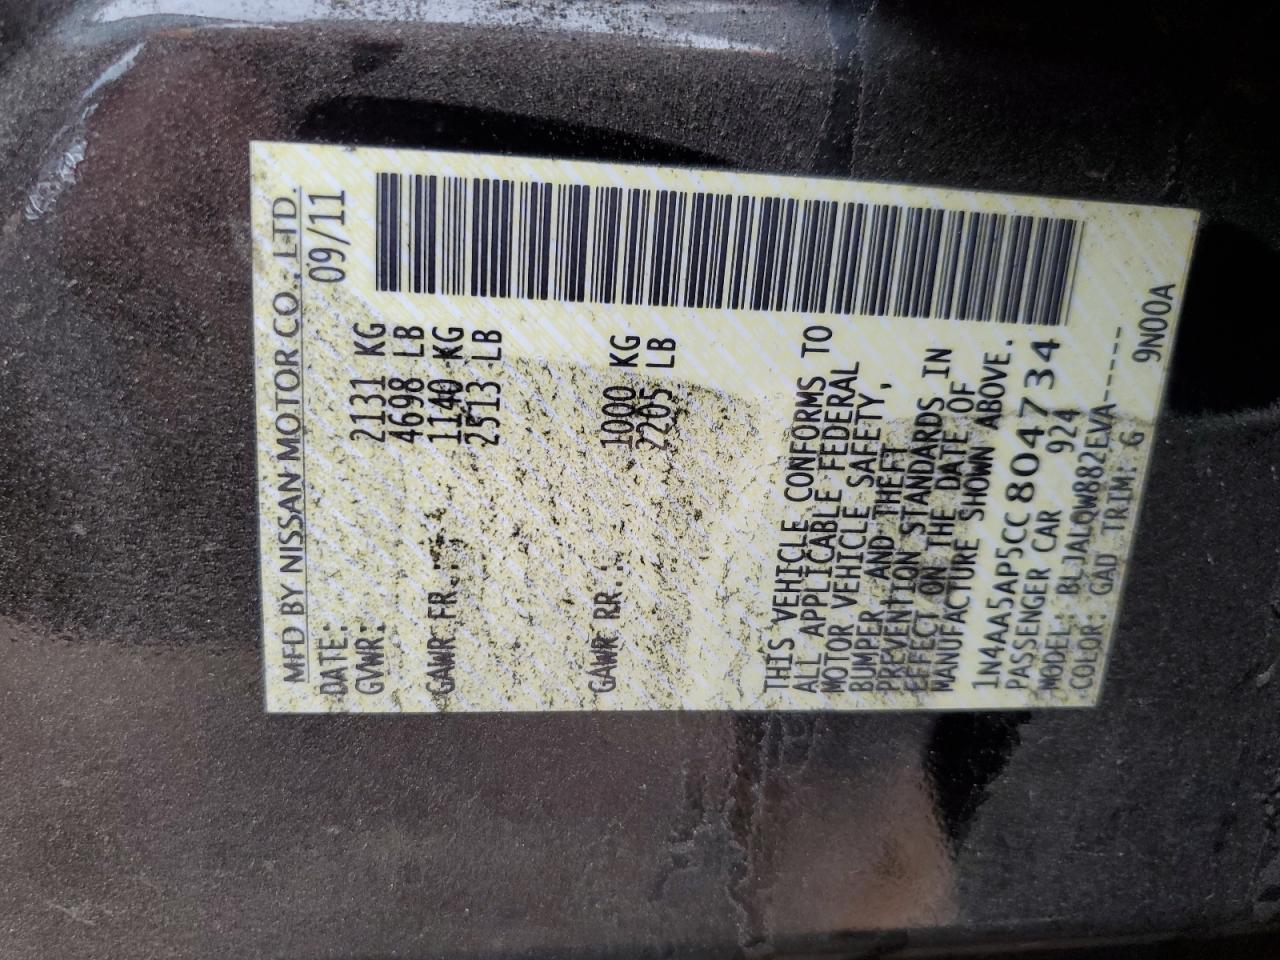 MFD BY NISSAN MOTOR CO., LTD.
DATE: 09/11
GVWR: 2131 KG
4698 LB
GAWR FR.: 1140 KG
2513 LB
GAWR RR.: 1000 KG
2205 LB
THIS VEHICLE CONFORMS TO
ALL APPLICABLE FEDERAL
MOTOR VEHICLE SAFETY,
BUMPER AND THEFT
PREVENTION STANDARDS IN
EFFECT ON THE DATE OF
MANUFACTURE SHOWN ABOVE.
1N4AA5AP5CC804734
PASSENGER CAR 924
MODEL: BLJALQW882EVA-----
COLOR: GAD TRIM: G
9N00A